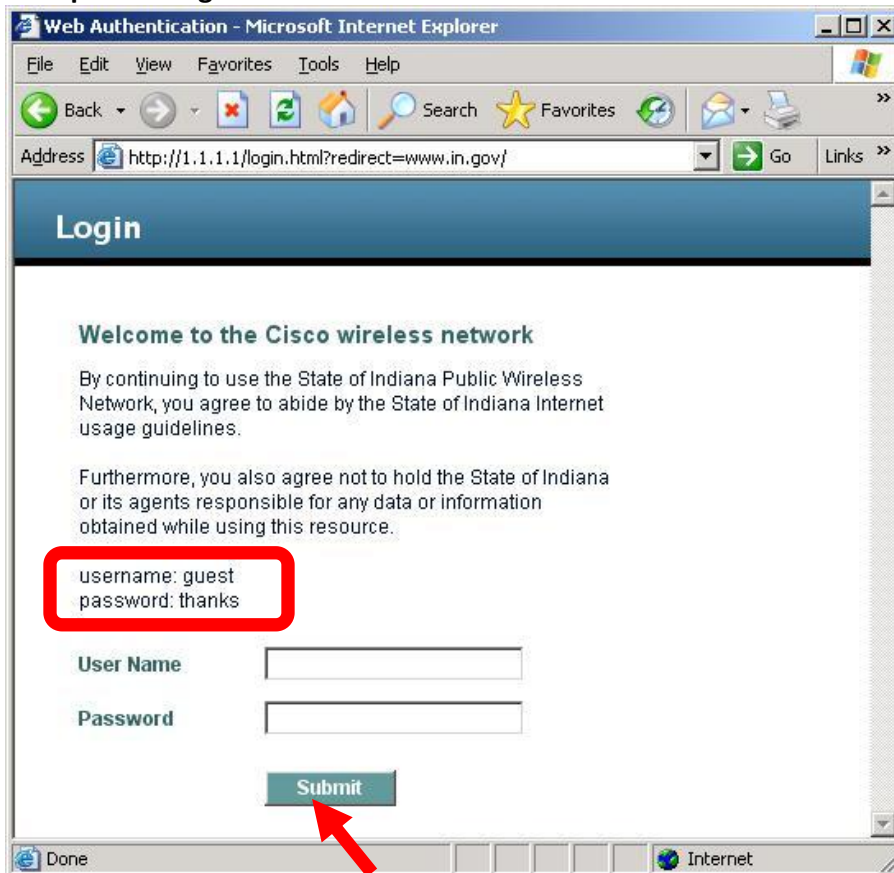 Web Authentication - Microsoft Internet Explorer
File Edit View Favorites Tools Help
Back Search Favorites »
Address http://1.1.1.1/login.html?redirect=www.in.gov/ Go Links »
Login
Welcome to the Cisco wireless network
By continuing to use the State of Indiana Public Wireless
Network, you agree to abide by the State of Indiana Internet
usage guidelines.
Furthermore, you also agree not to hold the State of Indiana
or its agents responsible for any data or information
obtained while using this resource.
username: guest
password: thanks
User Name
Password
Submit
Done Internet